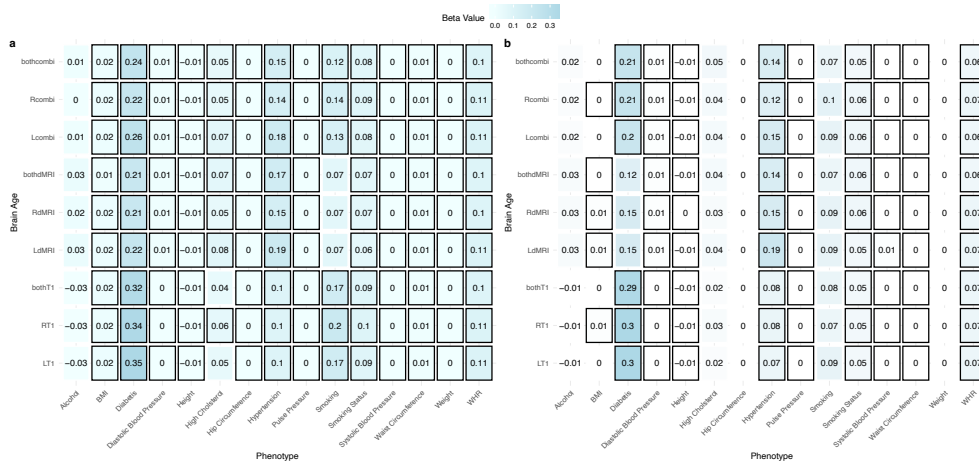 Beta Value
0.0 0.1 0.2 0.3
a
bothcombi 0.01 0.02 0.24 0.01 −0.01 0.05 0 0.15 0 0.12 0.08 0.01 0.01 0 0.1
Rcombi 0 0.02 0.22 0.01 −0.01 0.05 0 0.14 0 0.14 0.09 0 0.01 0 0.11
Lcombi 0.01 0.02 0.26 0.01 −0.01 0.07 0 0.18 0 0.13 0.08 0 0.01 0 0.11
bothdMRI 0.03 0.01 0.21 0.01 −0.01 0.07 0 0.17 0 0.07 0.07 0 0.01 0 0.1
RdMRI 0.02 0.02 0.21 0.01 −0.01 0.05 0 0.15 0 0.07 0.07 0 0.01 0 0.1
LdMRI 0.03 0.02 0.22 0.01 −0.01 0.08 0 0.19 0 0.07 0.06 0.01 0.01 0 0.11
bothT1 −0.03 0.02 0.32 0 −0.01 0.04 0 0.1 0 0.17 0.09 0 0.01 0 0.1
RT1 −0.03 0.02 0.34 0 −0.01 0.06 0 0.1 0 0.2 0.1 0 0.01 0 0.11
LT1 −0.03 0.02 0.35 0 −0.01 0.05 0 0.1 0 0.17 0.09 0 0.01 0 0.11
Brain Age
Alcohol
BMI
Diabetis
Diastolic Blood Pressure
Height
High Cholesterol
Hip Circumference
Hypertension
Pulse Pressure
Smoking
Smoking Status
Systolic Blood Pressure
Waist Circumference
Weight
WHR
Phenotype
b
bothcombi 0.02 0 0.21 0.01 −0.01 0.05 0 0.14 0 0.07 0.05 0 0 0 0.06
Rcombi 0.02 0 0.21 0.01 −0.01 0.04 0 0.12 0 0.1 0.06 0 0 0 0.07
Lcombi 0.02 0 0.2 0.01 −0.01 0.04 0 0.15 0 0.09 0.06 0 0 0 0.06
bothdMRI 0.03 0 0.12 0.01 −0.01 0.04 0 0.14 0 0.07 0.06 0 0 0 0.06
RdMRI 0.03 0.01 0.15 0.01 0 0.03 0 0.15 0 0.09 0.06 0 0 0 0.07
LdMRI 0.03 0.01 0.15 0.01 −0.01 0.04 0 0.19 0 0.09 0.05 0.01 0 0 0.07
bothT1 −0.01 0 0.29 0 −0.01 0.02 0 0.08 0 0.08 0.05 0 0 0 0.07
RT1 −0.01 0.01 0.3 0 −0.01 0.03 0 0.08 0 0.07 0.05 0 0 0 0.07
LT1 −0.01 0 0.3 0 −0.01 0.02 0 0.07 0 0.09 0.05 0 0 0 0.07
Brain Age
Alcohol
BMI
Diabetis
Diastolic Blood Pressure
Height
High Cholesterol
Hip Circumference
Hypertension
Pulse Pressure
Smoking
Smoking Status
Systolic Blood Pressure
Waist Circumference
Weight
WHR
Phenotype